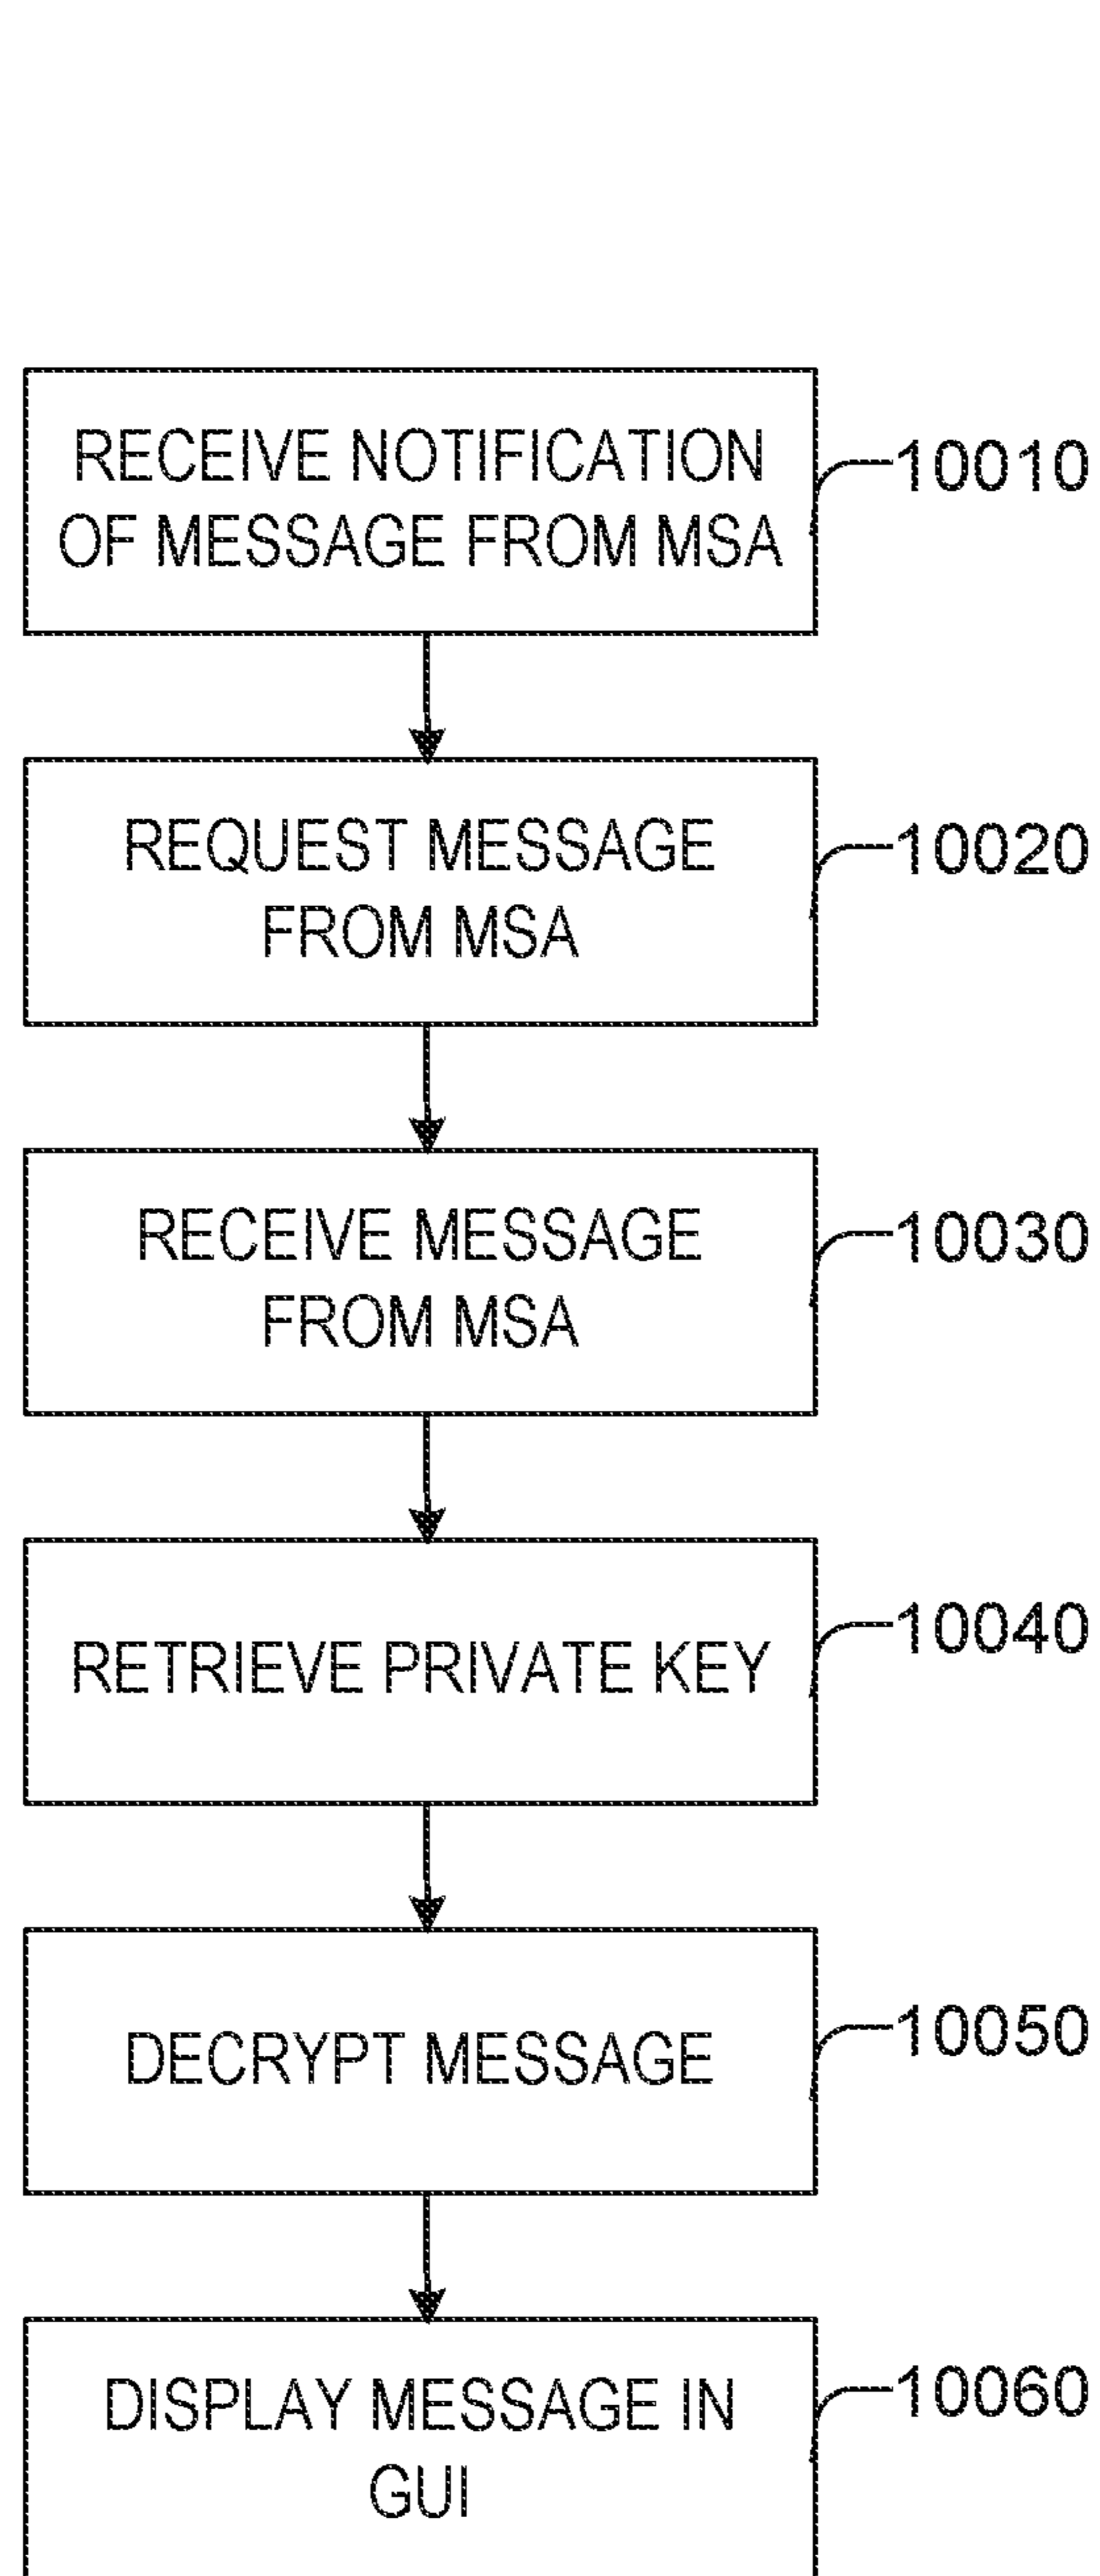 RECEIVE NOTIFICATION
OF MESSAGE FROM MSA
10010
REQUEST MESSAGE
FROM MSA
10020
RECEIVE MESSAGE
FROM MSA
10030
RETRIEVE PRIVATE KEY
10040
DECRYPT MESSAGE
10050
DISPLAY MESSAGE IN
GUI
10060